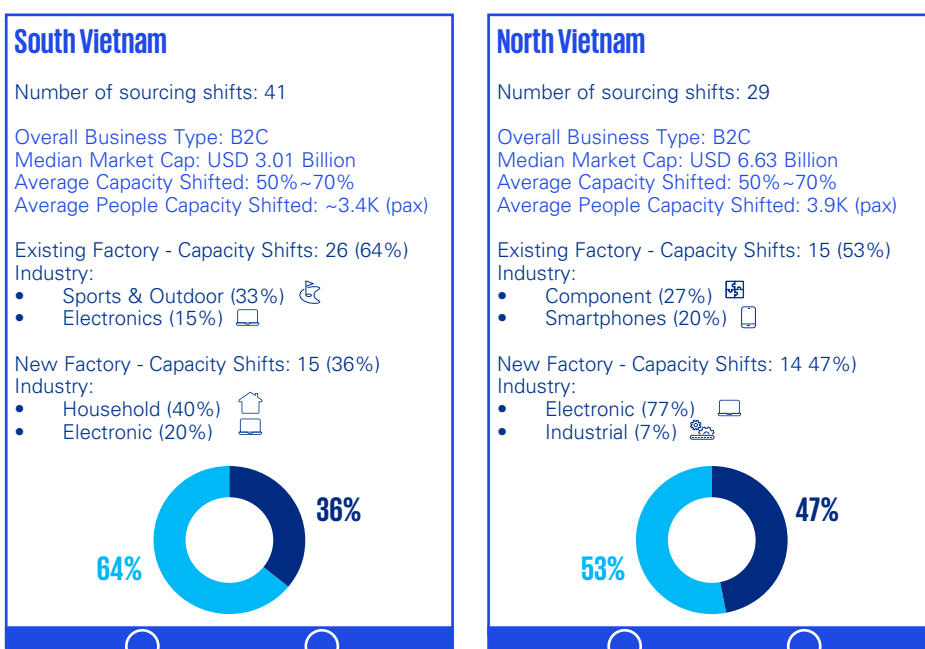 South Vietnam
Number of sourcing shifts: 41
Overall Business Type: B2C
Median Market Cap: USD 3.01 Billion
Average Capacity Shifted: 50%~70%
Average People Capacity Shifted: ~3.4K (pax)
Existing Factory - Capacity Shifts: 26 (64%)
Industry:
• Sports & Outdoor (33%)
• Electronics (15%)
New Factory - Capacity Shifts: 15 (36%)
Industry:
• Household (40%)
• Electronic (20%)
36%
64%
North Vietnam
Number of sourcing shifts: 29
Overall Business Type: B2C
Median Market Cap: USD 6.63 Billion
Average Capacity Shifted: 50%~70%
Average People Capacity Shifted: 3.9K (pax)
Existing Factory - Capacity Shifts: 15 (53%)
Industry:
• Component (27%)
• Smartphones (20%)
New Factory - Capacity Shifts: 14 47%)
Industry:
• Electronic (77%)
• Industrial (7%)
47%
53%